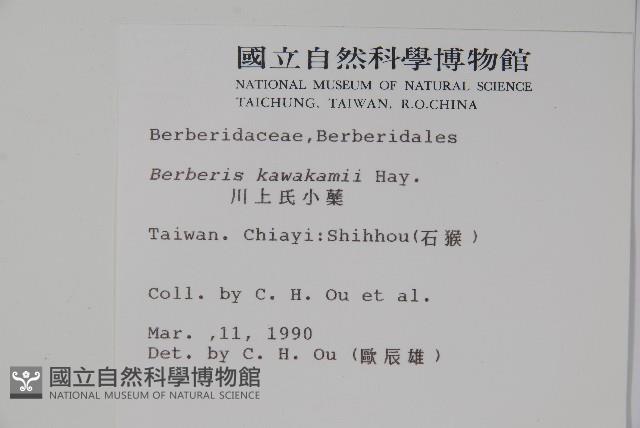 國立自然科學博物館
NATIONAL MUSEUM OF NATURAL SCIENCE
TAICHUNG, TAIWAN, R.O.CHINA
Berberidaceae,Berberidales
Berberis kawakamii Hay.
川上氏小蘗
Taiwan. Chiayi:Shihhou(石猴)
Coll. by C. H. Ou et al.
Mar. ,11, 1990
Det. by C. H. Ou (歐辰雄)
國立自然科學博物館
NATIONAL MUSEUM OF NATURAL SCIENCE